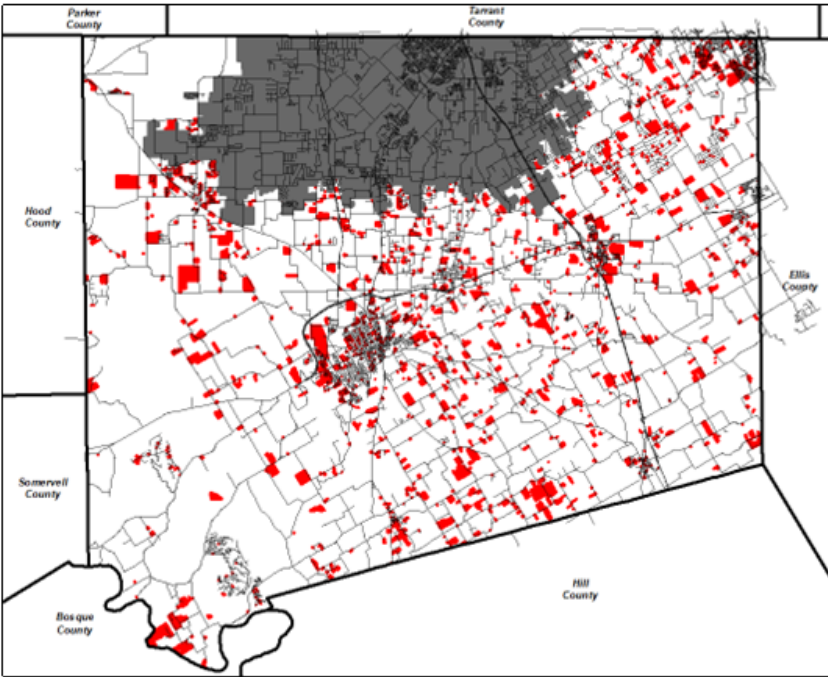 Parker
County
Tarrant
County
Hood
County
Ellis
County
Somervell
County
Hill
County
Bosque
County